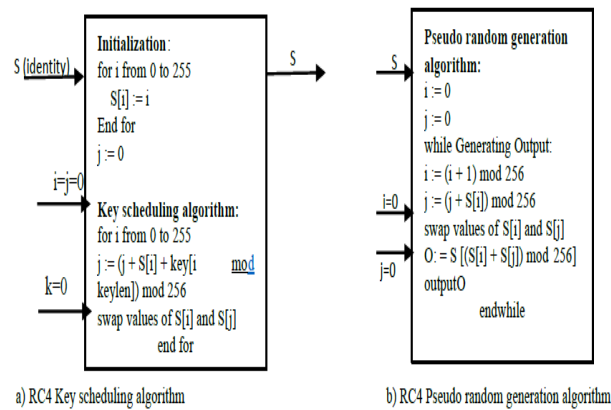 S (identity)
Initialization:
for i from 0 to 255
S[i] := i
End for
j := 0
i=j=0
Key scheduling algorithm:
for i from 0 to 255
j := (j + S[i] + key[i mod
k=0
keylen]) mod 256
swap values of S[i] and S[j]
end for
S
a) RC4 Key scheduling algorithm
S
Pseudo random generation
algorithm:
i := 0
j := 0
while Generating Output:
i := (i + 1) mod 256
i=0
j := (j + S[i]) mod 256
swap values of S[i] and S[j]
j=0
O: = S [(S[i] + S[j]) mod 256]
outputO
endwhile
b) RC4 Pseudo random generation algorithm